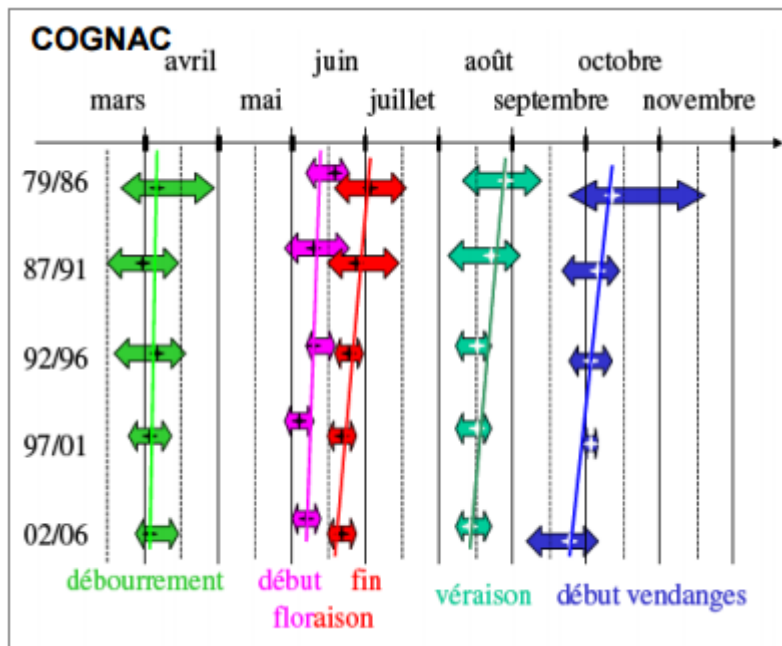 COGNAC
avril juin août octobre
mars mai juillet septembre novembre
79/86
87/91
92/96
97/01
02/06
débourrement début fin véraison début vendanges
floraison